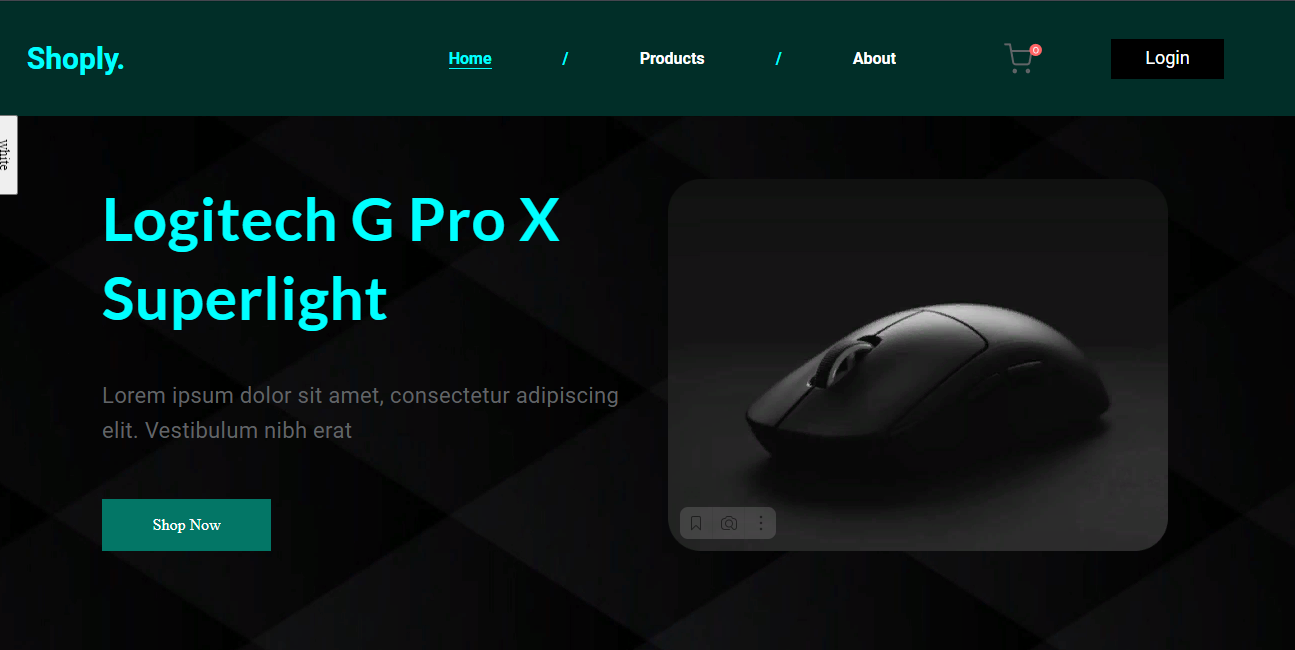 Shoply.
Home / Products / About
0
Login
White
Logitech G Pro X
Superlight
Lorem ipsum dolor sit amet, consectetur adipiscing
elit. Vestibulum nibh erat
Shop Now